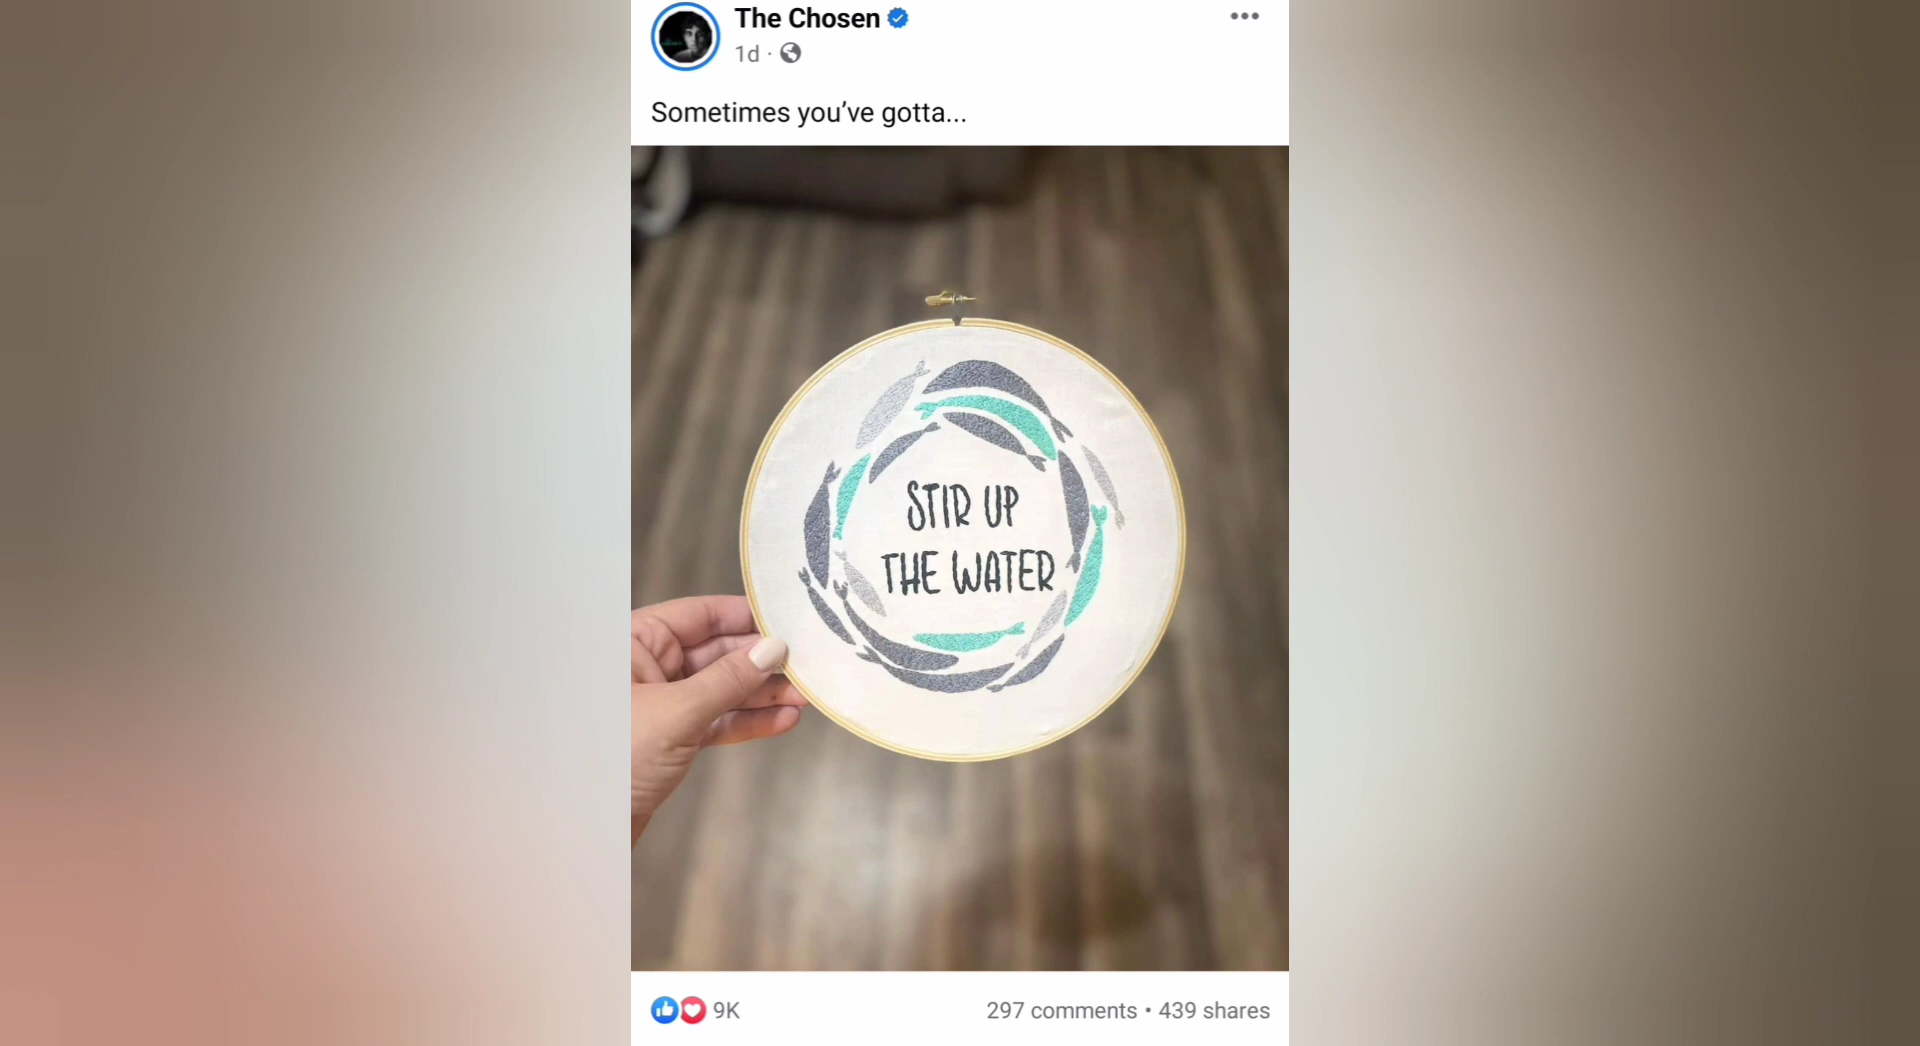 The Chosen
1d ·
Sometimes you’ve gotta...
STIR UP
THE WATER
9K
297 comments • 439 shares